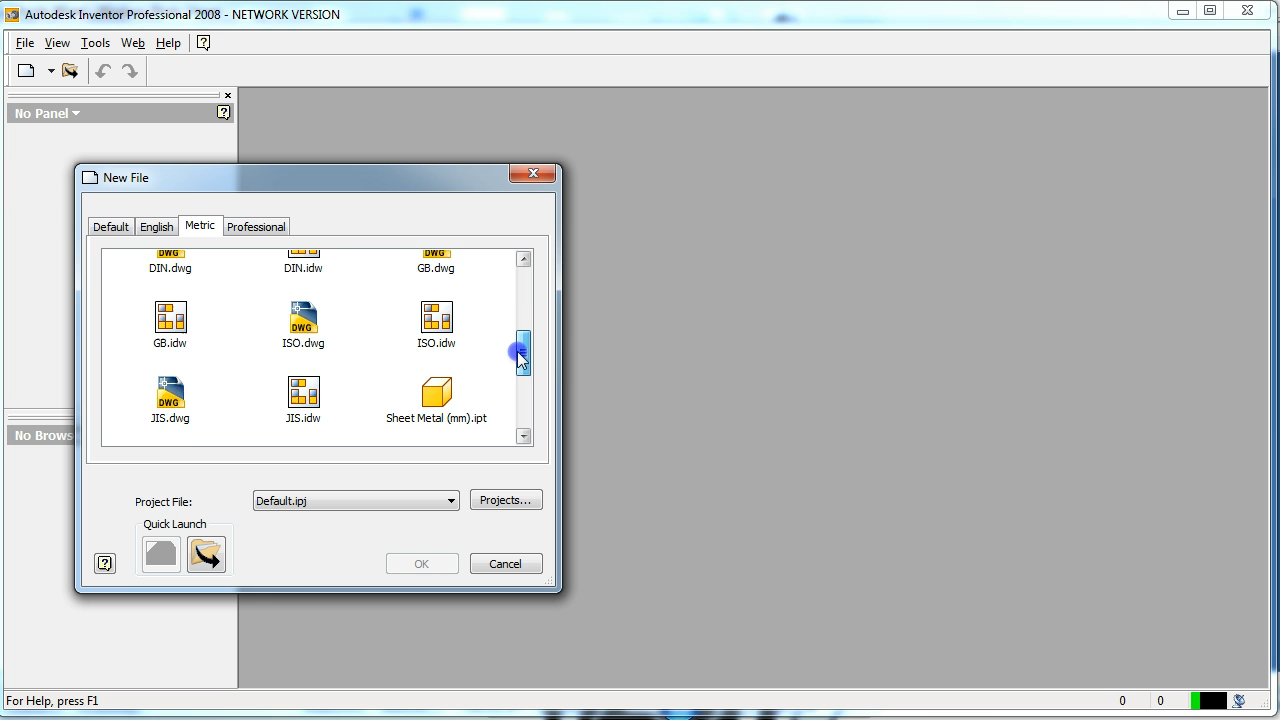 Autodesk Inventor Professional 2008 - NETWORK VERSION
File View Tools Web Help
No Panel
New File
Default English Metric Professional
DWG DWG
DIN.dwg DIN.idw GB.dwg
DWG
GB.idw ISO.dwg ISO.idw
DWG
JIS.dwg JIS.idw Sheet Metal (mm).ipt
No Brows
Project File: Default.ipj Projects...
Quick Launch
OK Cancel
For Help, press F1 0 0